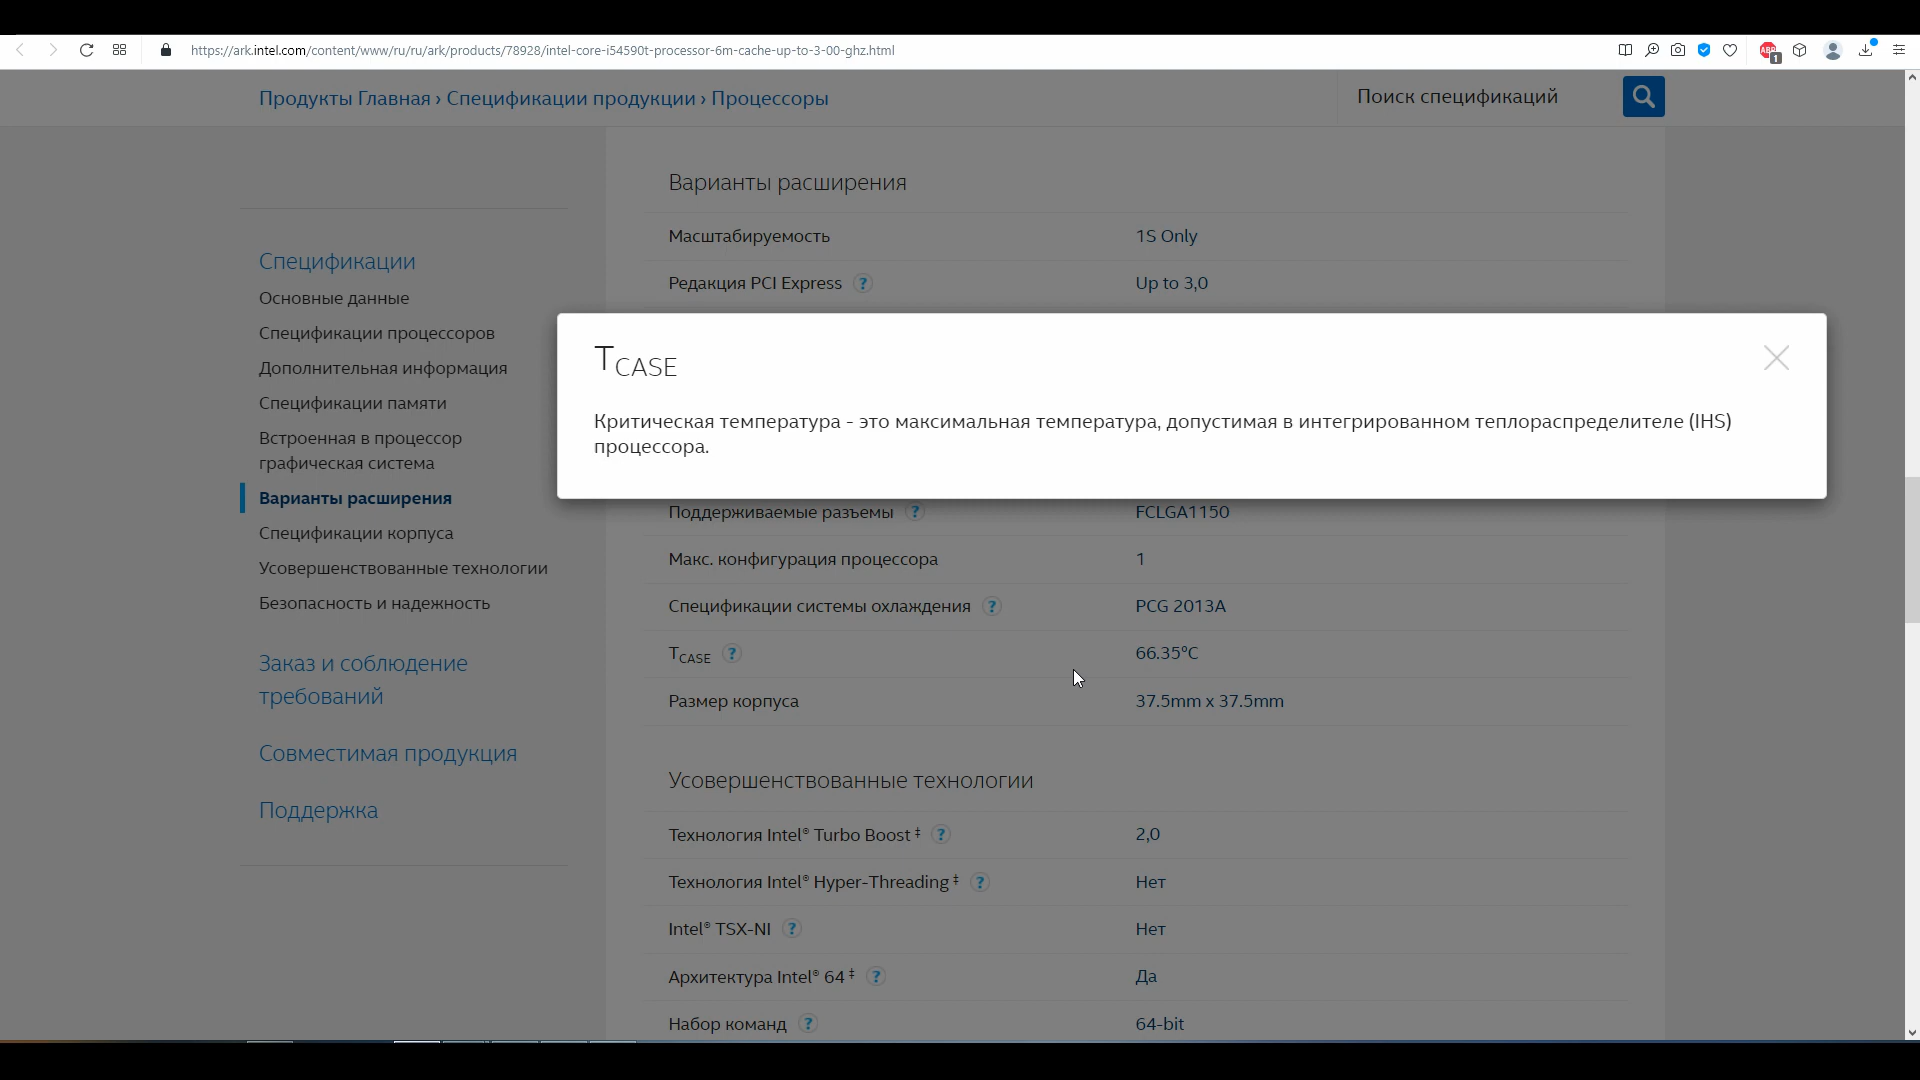 https://ark.intel.com/content/www/ru/ru/ark/products/78928/intel-core-i54590t-processor-6m-cache-up-to-3-00-ghz.html
ABP
1
Продукты Главная › Спецификации продукции › Процессоры
Поиск спецификаций
Спецификации
Основные данные
Спецификации процессоров
Дополнительная информация
Спецификации памяти
Встроенная в процессор
графическая система
Варианты расширения
Спецификации корпуса
Усовершенствованные технологии
Безопасность и надежность
Заказ и соблюдение
требований
Совместимая продукция
Поддержка
Варианты расширения
Масштабируемость 1S Only
Редакция PCI Express ? Up to 3,0
TCASE
Критическая температура - это максимальная температура, допустимая в интегрированном теплораспределителе (IHS)
процессора.
Поддерживаемые разъемы ? FCLGA1150
Макс. конфигурация процессора 1
Спецификации системы охлаждения ? PCG 2013A
TCASE ? 66.35°C
Размер корпуса 37.5mm x 37.5mm
Усовершенствованные технологии
Технология Intel® Turbo Boost ‡ ? 2,0
Технология Intel® Hyper-Threading ‡ ? Нет
Intel® TSX-NI ? Нет
Архитектура Intel® 64 ‡ ? Да
Набор команд ? 64-bit